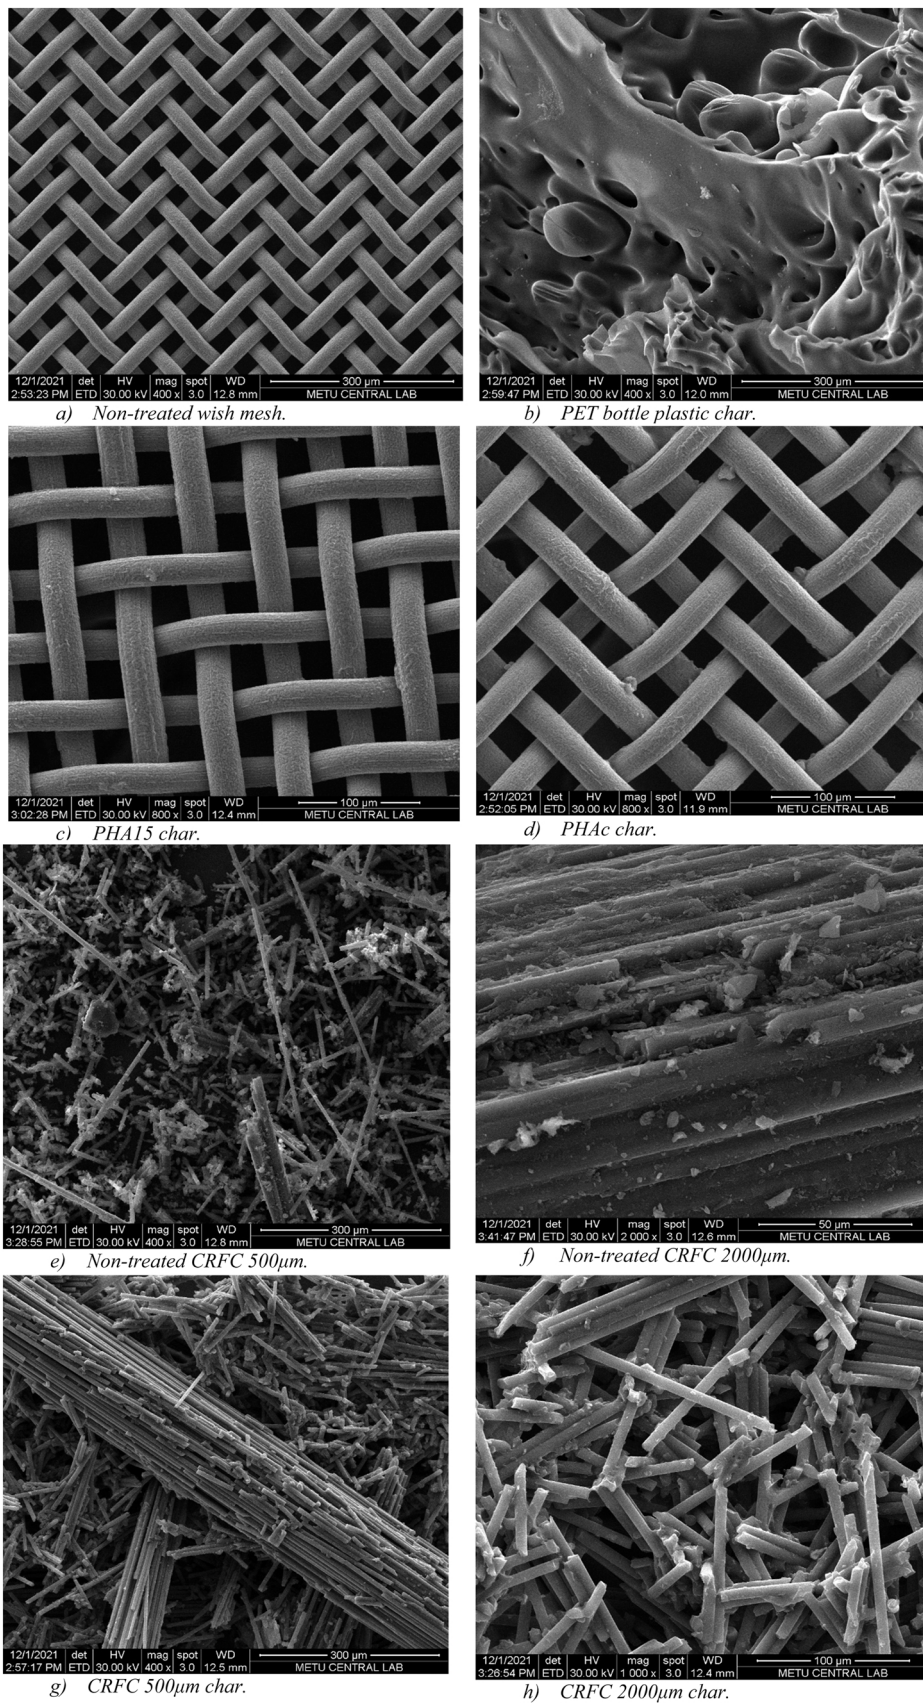 12/1/2021 det HV mag spot WD 300 µm
2:53:23 PM ETD 30.00 kV 400 x 3.0 12.8 mm METU CENTRAL LAB
a) Non-treated wish mesh.
12/1/2021 det HV mag spot WD 300 µm
2:59:47 PM ETD 30.00 kV 400 x 3.0 12.0 mm METU CENTRAL LAB
b) PET bottle plastic char.
12/1/2021 det HV mag spot WD 100 µm
3:02:28 PM ETD 30.00 kV 800 x 3.0 12.4 mm METU CENTRAL LAB
c) PHA15 char.
12/1/2021 det HV mag spot WD 100 µm
2:52:05 PM ETD 30.00 kV 800 x 3.0 11.9 mm METU CENTRAL LAB
d) PHAc char.
12/1/2021 det HV mag spot WD 300 µm
3:28:55 PM ETD 30.00 kV 400 x 3.0 12.8 mm METU CENTRAL LAB
e) Non-treated CRFC 500µm.
12/1/2021 det HV mag spot WD 50 µm
3:41:47 PM ETD 30.00 kV 2 000 x 3.0 12.6 mm METU CENTRAL LAB
f) Non-treated CRFC 2000µm.
12/1/2021 det HV mag spot WD 300 µm
2:57:17 PM ETD 30.00 kV 400 x 3.0 12.5 mm METU CENTRAL LAB
g) CRFC 500µm char.
12/1/2021 det HV mag spot WD 100 µm
3:26:54 PM ETD 30.00 kV 1 000 x 3.0 12.4 mm METU CENTRAL LAB
h) CRFC 2000µm char.